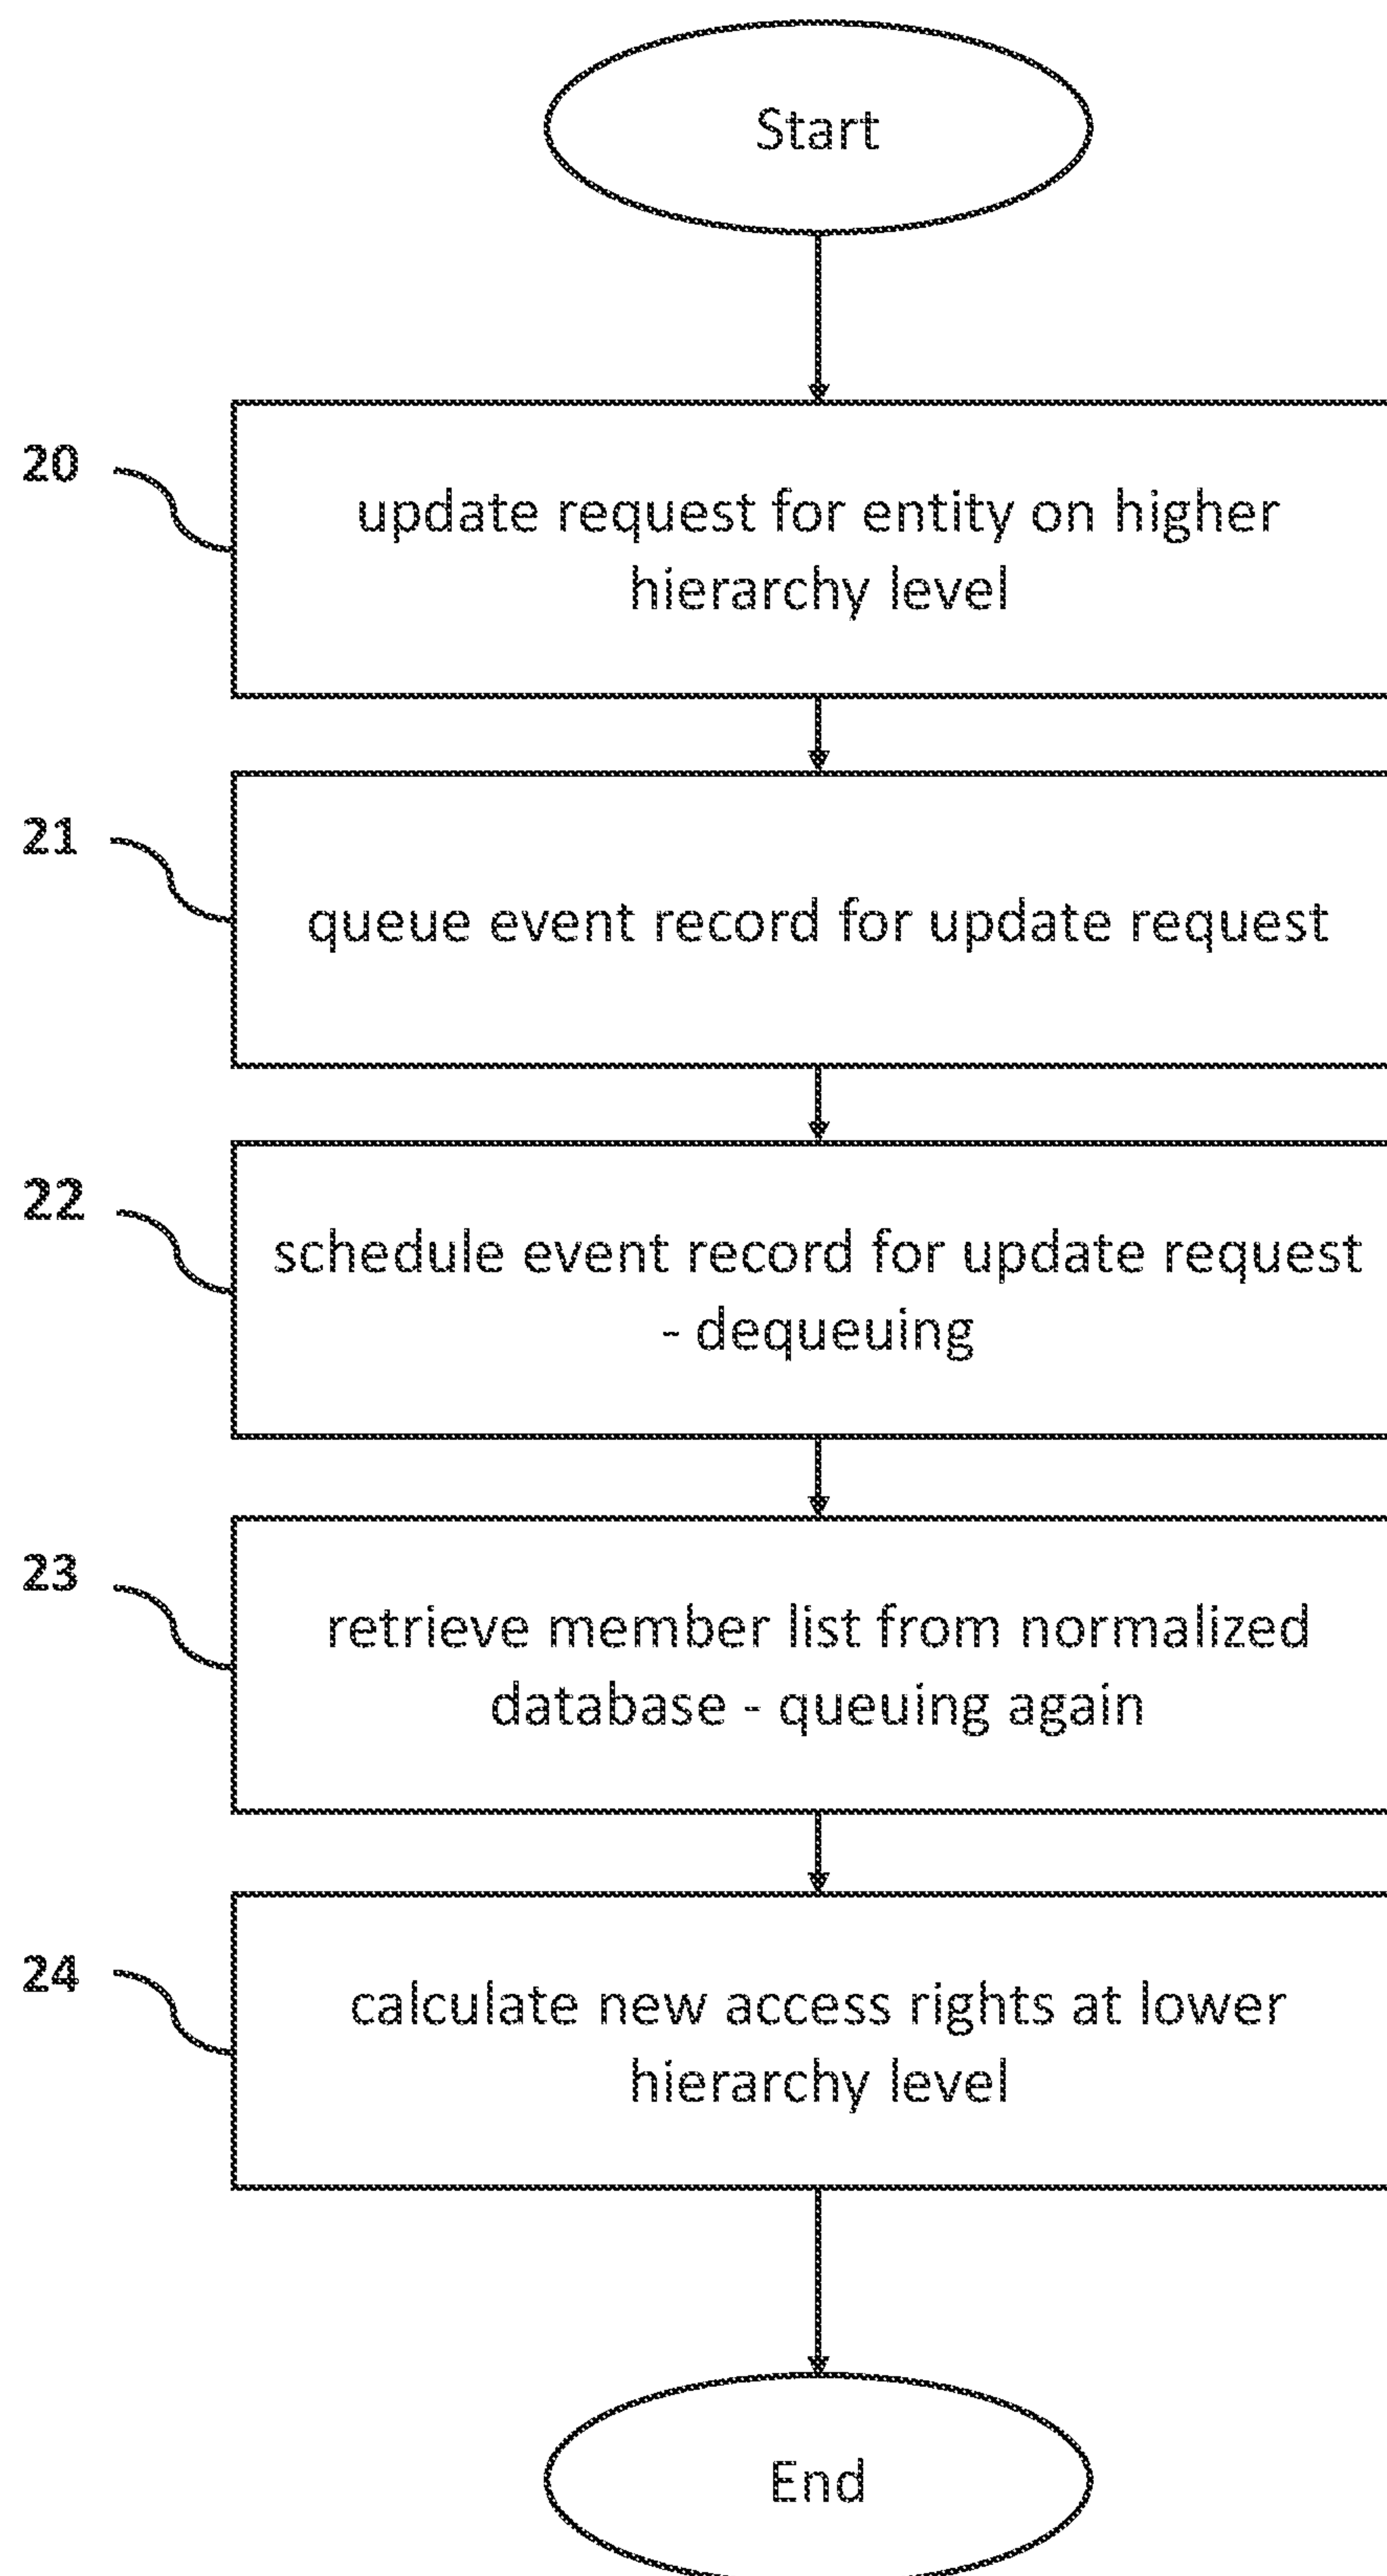 Start
20
update request for entity on higher
hierarchy level
21
queue event record for update request
22
schedule event record for update request
- dequeuing
23
retrieve member list from normalized
database - queuing again
24
calculate new access rights at lower
hierarchy level
End